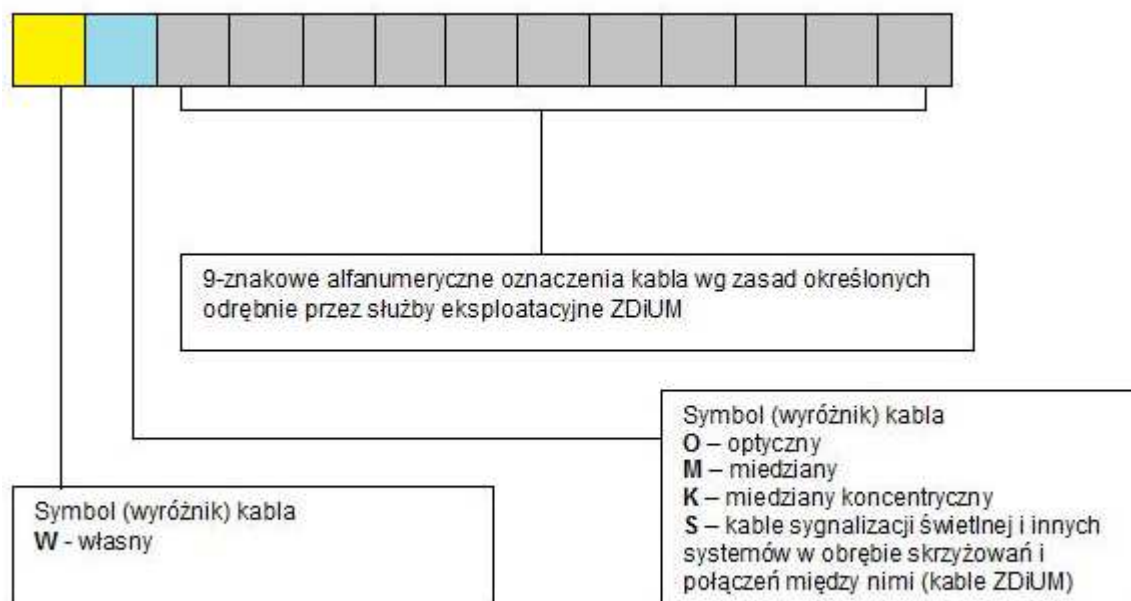 9-znakowe alfanumeryczne oznaczenia kabla wg zasad określonych
odrębnie przez służby eksploatacyjne ZDiUM
Symbol (wyróżnik) kabla
O – optyczny
M – miedziany
K – miedziany koncentryczny
S – kable sygnalizacji świetlnej i innych
systemów w obrębie skrzyżowań i
połączeń między nimi (kable ZDiUM)
Symbol (wyróżnik) kabla
W - własny